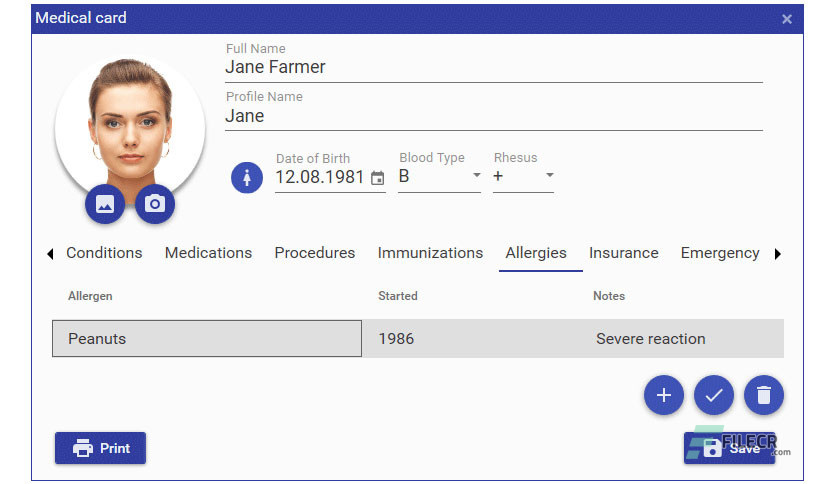 Medical card
Full Name
Jane Farmer
Profile Name
Jane
Date of Birth Blood Type Rhesus
12.08.1981 B +
Conditions Medications Procedures Immunizations Allergies Insurance Emergency
Allergen Started Notes
Peanuts 1986 Severe reaction
Print Save
FILECR
.com